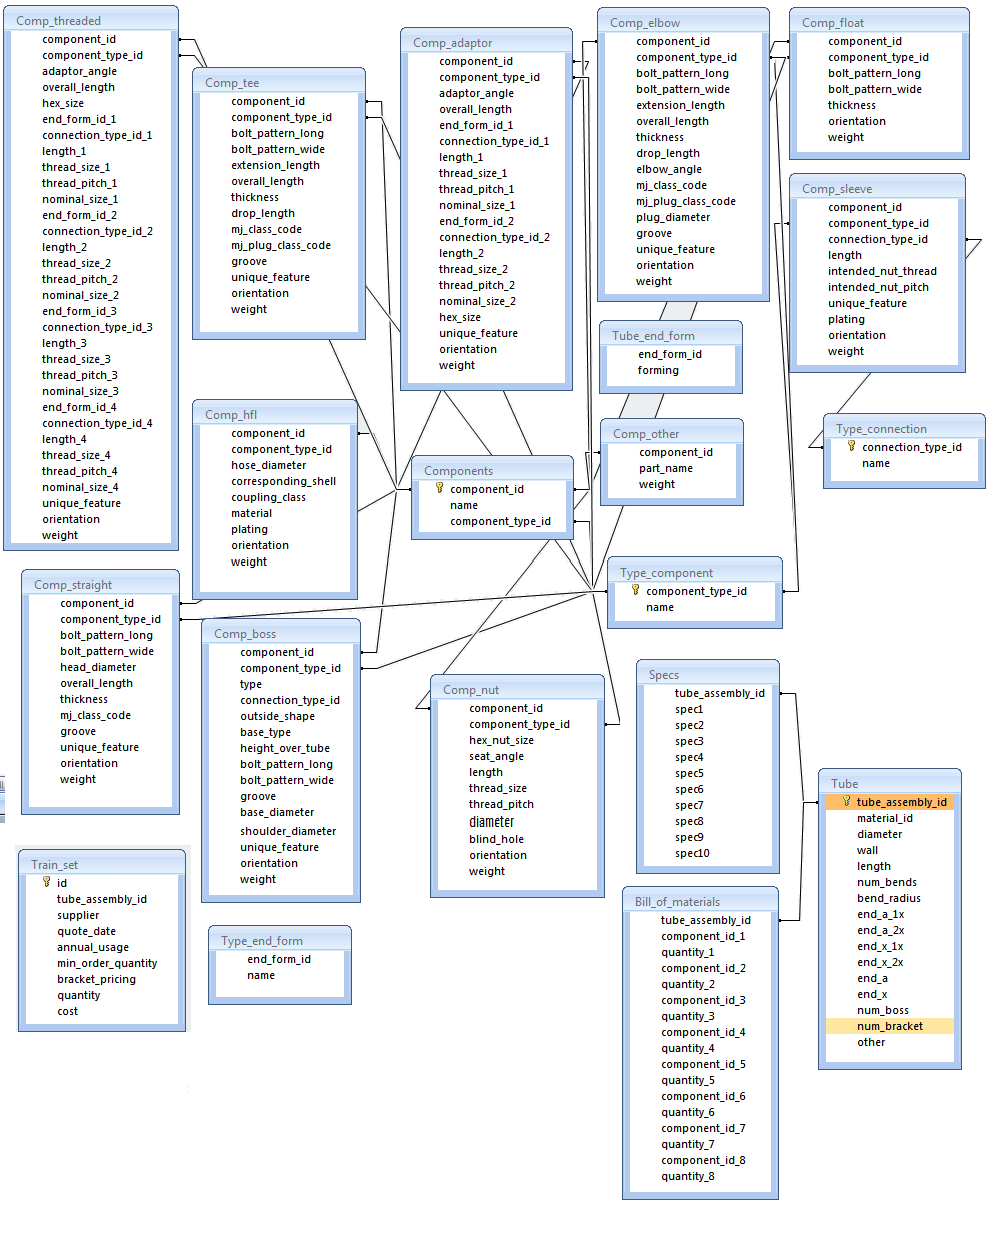 Comp_threaded
component_id
component_type_id
adaptor_angle
overall_length
hex_size
end_form_id_1
connection_type_id_1
length_1
thread_size_1
thread_pitch_1
nominal_size_1
end_form_id_2
connection_type_id_2
length_2
thread_size_2
thread_pitch_2
nominal_size_2
end_form_id_3
connection_type_id_3
length_3
thread_size_3
thread_pitch_3
nominal_size_3
end_form_id_4
connection_type_id_4
length_4
thread_size_4
thread_pitch_4
nominal_size_4
unique_feature
orientation
weight
Comp_tee
component_id
component_type_id
bolt_pattern_long
bolt_pattern_wide
extension_length
overall_length
thickness
drop_length
mj_class_code
mj_plug_class_code
groove
unique_feature
orientation
weight
Comp_adaptor
component_id
component_type_id
adaptor_angle
overall_length
end_form_id_1
connection_type_id_1
length_1
thread_size_1
thread_pitch_1
nominal_size_1
end_form_id_2
connection_type_id_2
length_2
thread_size_2
thread_pitch_2
nominal_size_2
hex_size
unique_feature
orientation
weight
Comp_elbow
component_id
component_type_id
bolt_pattern_long
bolt_pattern_wide
extension_length
overall_length
thickness
drop_length
elbow_angle
mj_class_code
mj_plug_class_code
plug_diameter
groove
unique_feature
orientation
weight
Comp_float
component_id
component_type_id
bolt_pattern_long
bolt_pattern_wide
thickness
orientation
weight
Comp_sleeve
component_id
component_type_id
connection_type_id
length
intended_nut_thread
intended_nut_pitch
unique_feature
plating
orientation
weight
Tube_end_form
end_form_id
forming
Comp_hfl
component_id
component_type_id
hose_diameter
corresponding_shell
coupling_class
material
plating
orientation
weight
Components
component_id
name
component_type_id
Comp_other
component_id
part_name
weight
Type_connection
connection_type_id
name
Type_component
component_type_id
name
Comp_straight
component_id
component_type_id
bolt_pattern_long
bolt_pattern_wide
head_diameter
overall_length
thickness
mj_class_code
groove
unique_feature
orientation
weight
Comp_boss
component_id
component_type_id
type
connection_type_id
outside_shape
base_type
height_over_tube
bolt_pattern_long
bolt_pattern_wide
groove
base_diameter
shoulder_diameter
unique_feature
orientation
weight
Comp_nut
component_id
component_type_id
hex_nut_size
seat_angle
length
thread_size
thread_pitch
diameter
blind_hole
orientation
weight
Specs
tube_assembly_id
spec1
spec2
spec3
spec4
spec5
spec6
spec7
spec8
spec9
spec10
Tube
tube_assembly_id
material_id
diameter
wall
length
num_bends
bend_radius
end_a_1x
end_a_2x
end_x_1x
end_x_2x
end_a
end_x
num_boss
num_bracket
other
Train_set
id
tube_assembly_id
supplier
quote_date
annual_usage
min_order_quantity
bracket_pricing
quantity
cost
Type_end_form
end_form_id
name
Bill_of_materials
tube_assembly_id
component_id_1
quantity_1
component_id_2
quantity_2
component_id_3
quantity_3
component_id_4
quantity_4
component_id_5
quantity_5
component_id_6
quantity_6
component_id_7
quantity_7
component_id_8
quantity_8